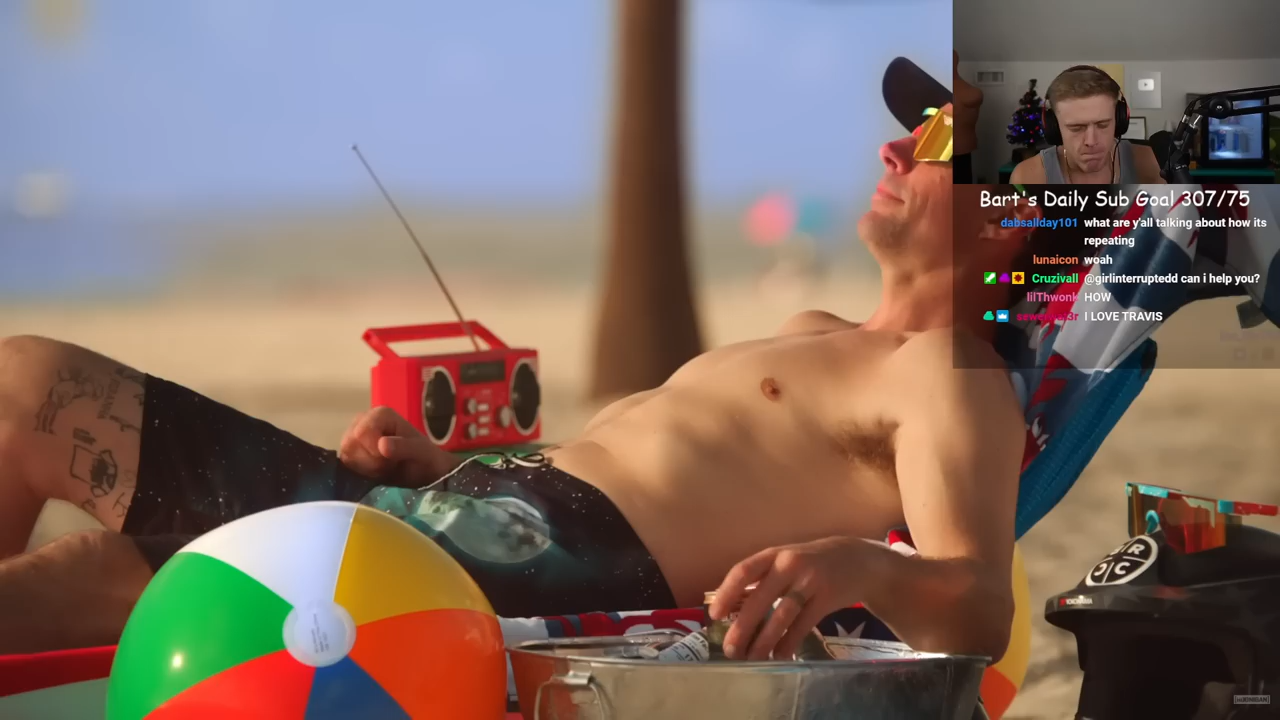 Bart's Daily Sub Goal 307/75
dabsallday101 what are y'all talking about how its
repeating
lunaicon woah
Cruzivall @girlinterruptedd can i help you?
lilThwonk HOW
I LOVE TRAVIS